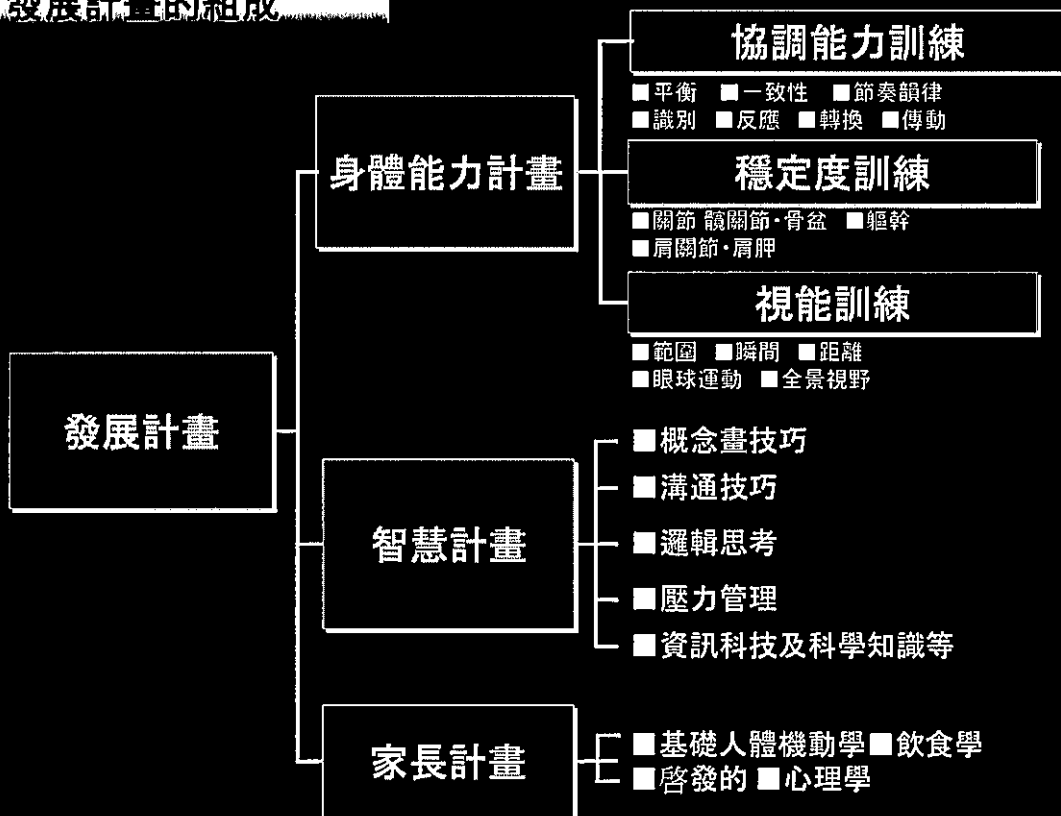 發展計畫的組成
發展計畫
身體能力計畫
協調能力訓練
■平衡 ■一致性 ■節奏韻律
■識別 ■反應 ■轉換 ■傳動
穩定度訓練
■關節 髖關節・骨盆 ■軀幹
■肩關節・肩胛
視能訓練
■範圍 ■瞬間 ■距離
■眼球運動 ■全景視野
智慧計畫
■概念畫技巧
■溝通技巧
■邏輯思考
■壓力管理
■資訊科技及科學知識等
家長計畫
■基礎人體機動學■飲食學
■啓發的 ■心理學